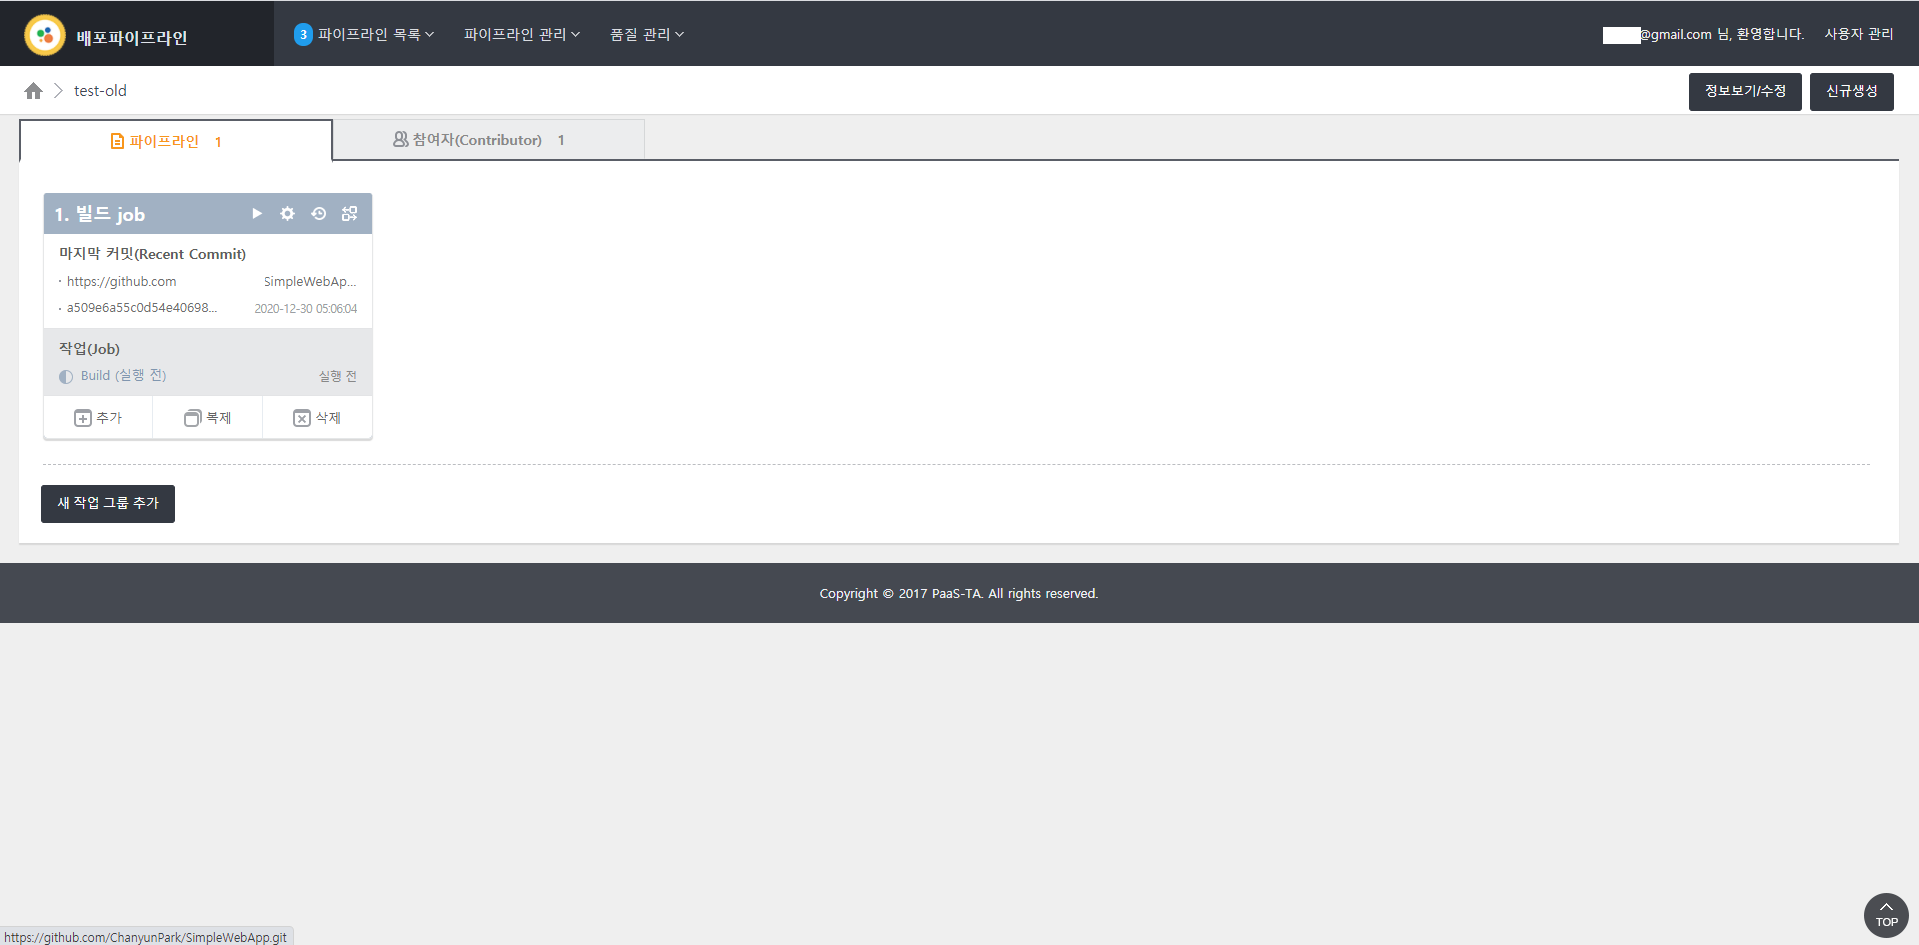 배포파이프라인
3 파이프라인 목록
파이프라인 관리
품질 관리
@gmail.com 님, 환영합니다.
사용자 관리
test-old
정보보기/수정
신규생성
파이프라인 1
참여자(Contributor) 1
1. 빌드 job
마지막 커밋(Recent Commit)
· https://github.com SimpleWebAp...
· a509e6a55c0d54e40698... 2020-12-30 05:06:04
작업(Job)
Build (실행 전) 실행 전
추가
복제
삭제
새 작업 그룹 추가
Copyright © 2017 PaaS-TA. All rights reserved.
TOP
https://github.com/ChanyunPark/SimpleWebApp.git